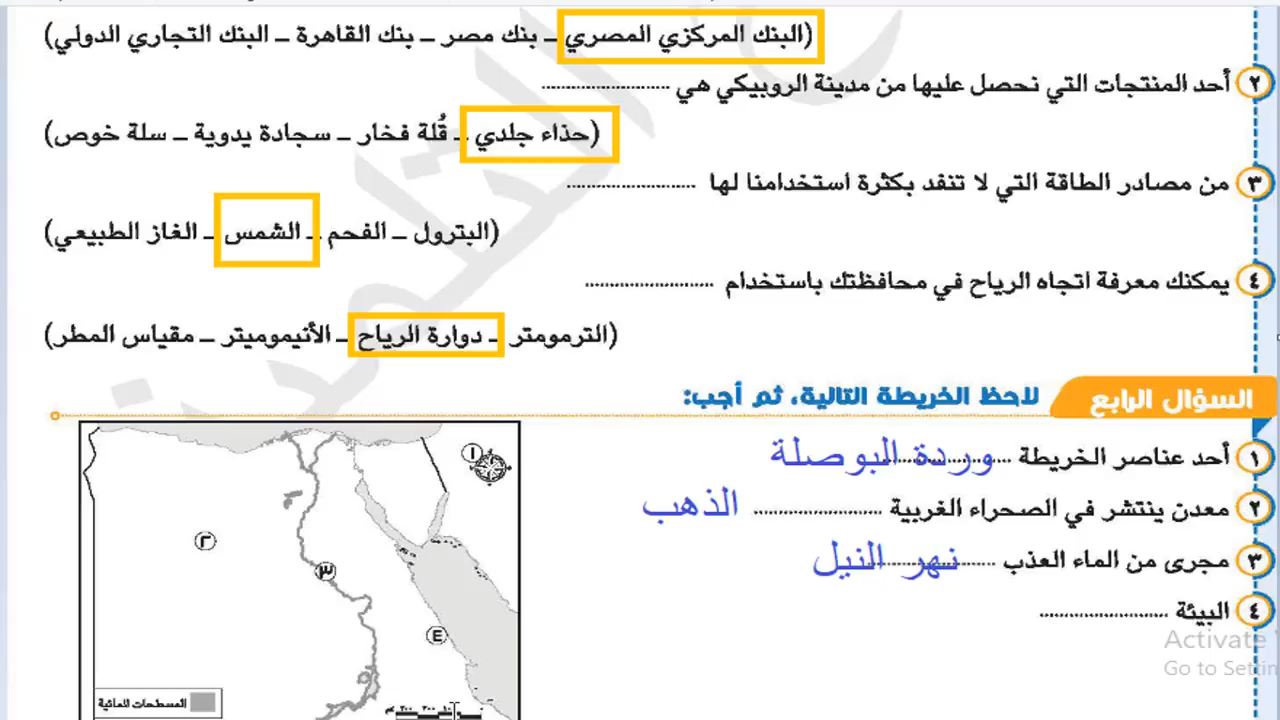 (البنك المركزي المصري – بنك مصر – بنك القاهرة – البنك التجاري الدولي)
٢ أحد المنتجات التي نحصل عليها من مدينة الروبيكي هي ........................
(حذاء جلدي – قُلة فخار – سجادة يدوية – سلة خوص)
٣ من مصادر الطاقة التي لا تنفد بكثرة استخدامنا لها ........................
(البترول – الفحم – الشمس – الغاز الطبيعي)
٤ يمكنك معرفة اتجاه الرياح في محافظتك باستخدام ........................
(الترمومتر – دوارة الرياح – الأنيموميتر – مقياس المطر)
السؤال الرابع لاحظ الخريطة التالية، ثم أجب:
١ أحد عناصر الخريطة وردة البوصلة
٢ معدن ينتشر في الصحراء الغربية ........................ الذهب
٣ مجرى من الماء العذب نهر النيل
٤ البيئة ........................
١
٢
٣
٤
المسطحات المائية
Activate
Go to Settin